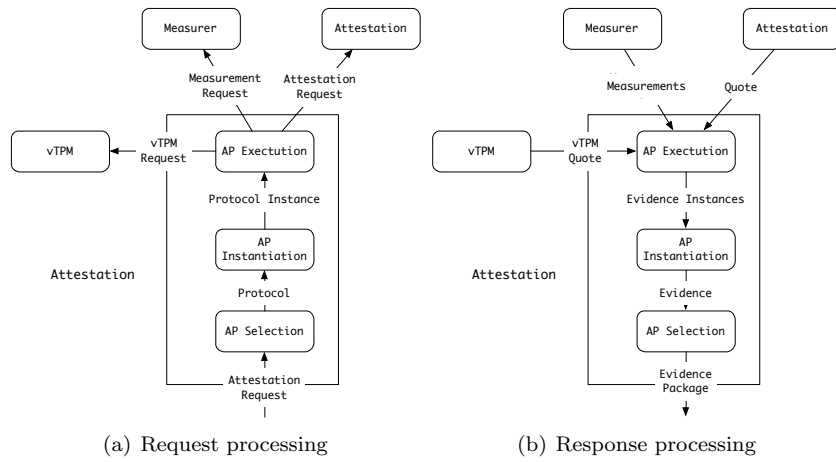 Measurer
Attestation
Measurement
Request
Attestation
Request
vTPM
vTPM
Request
AP Exectution
Protocol Instance
AP
Instantiation
Attestation
Protocol
AP Selection
Attestation
Request
(a) Request processing
Measurer
Attestation
Measurements
Quote
vTPM
vTPM
Quote
AP Exectution
Evidence Instances
AP
Instantiation
Attestation
Evidence
AP Selection
Evidence
Package
(b) Response processing